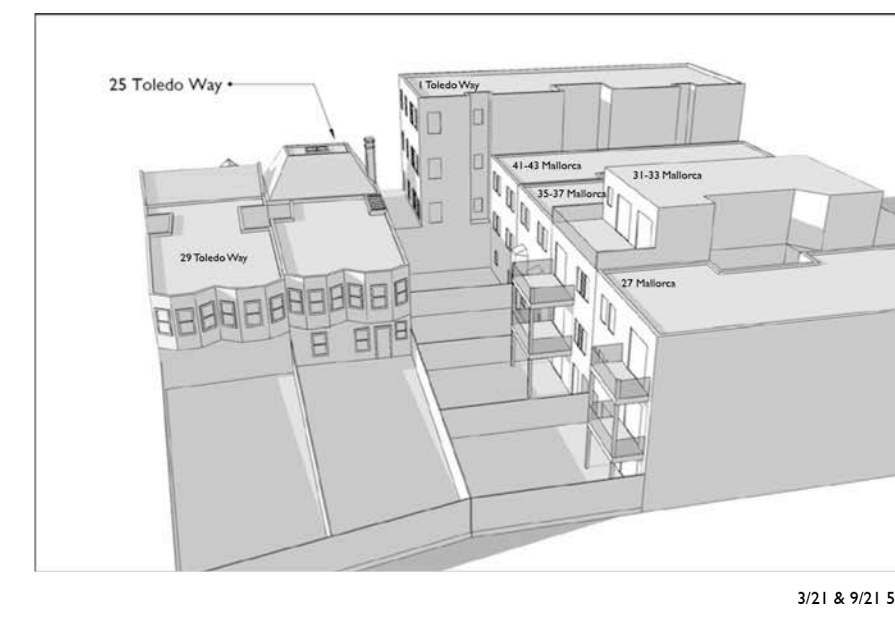 25 Toledo Way
1 Toledo Way
41-43 Mallorca
35-37 Mallorca
31-33 Mallorca
29 Toledo Way
27 Mallorca
3/21 & 9/21 5